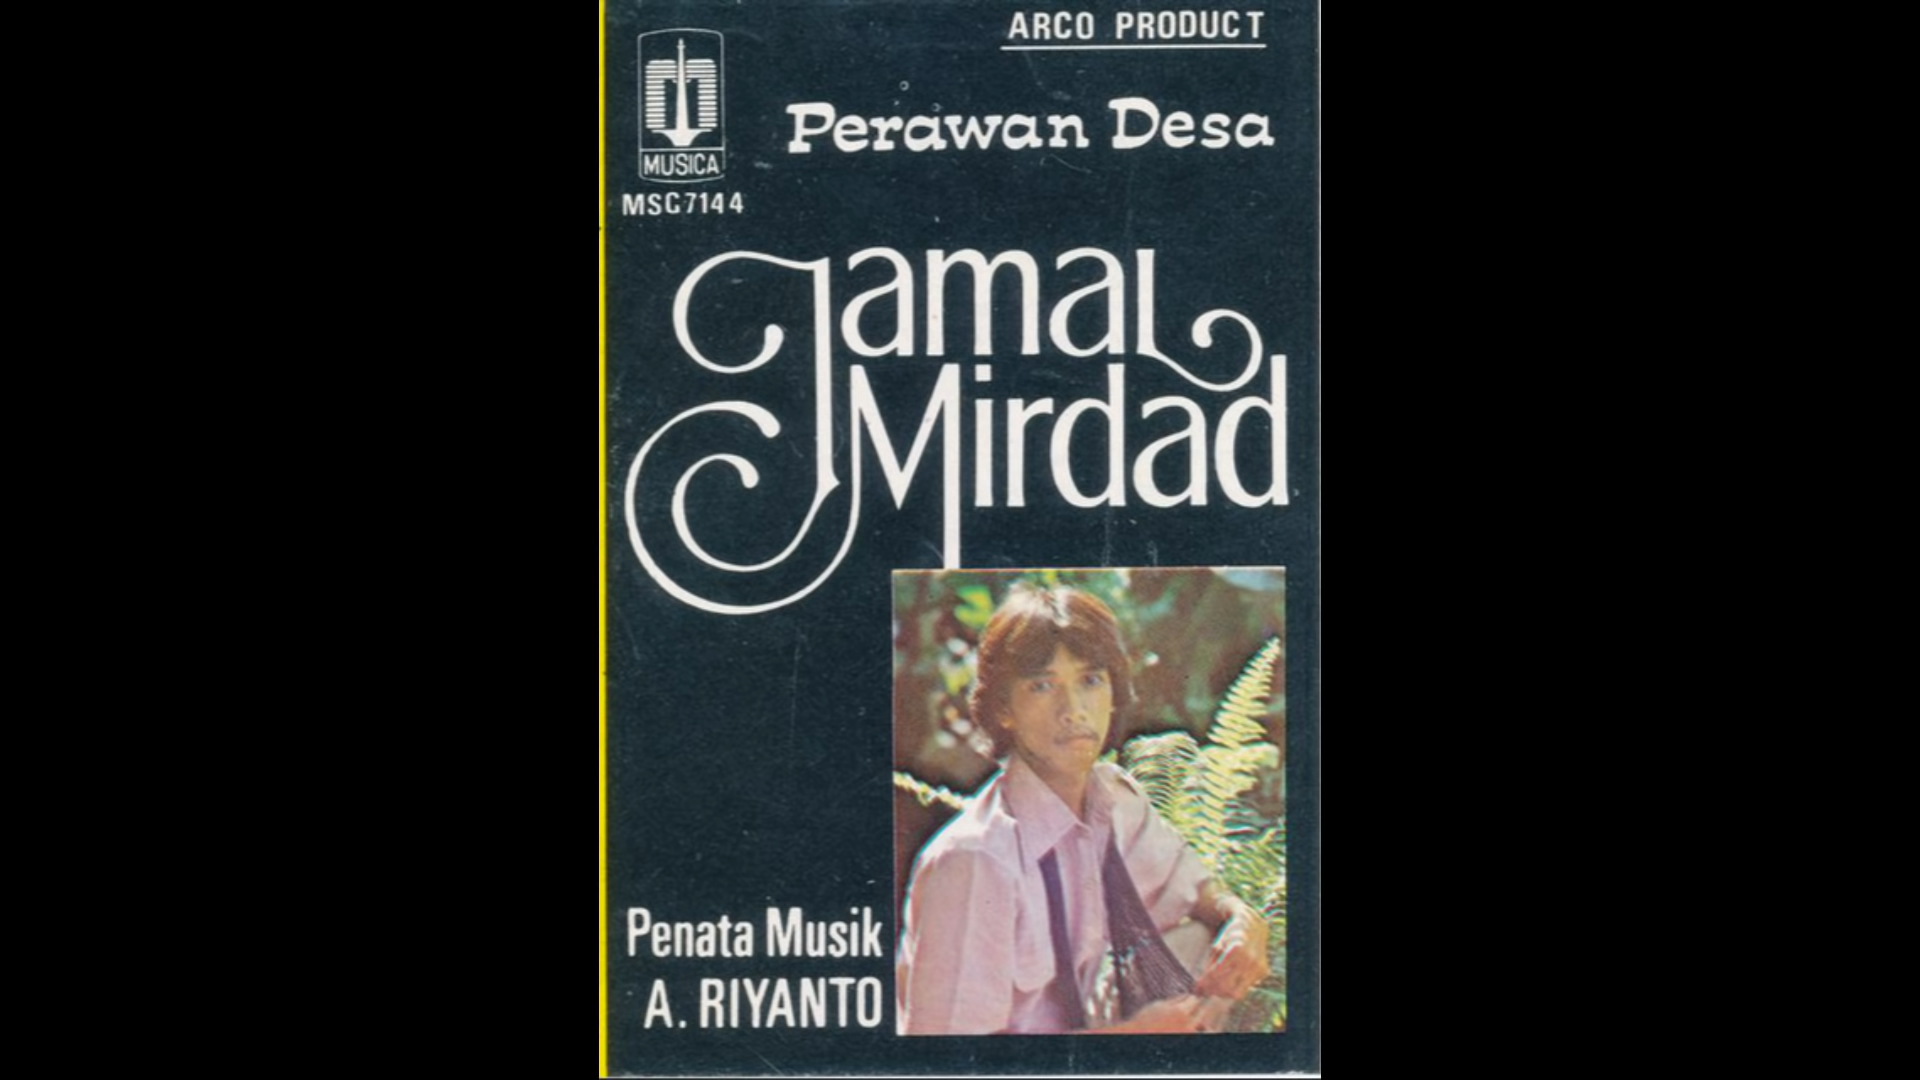 ARCO PRODUCT
MUSICA
MSC7144
Perawan Desa
Jamal
Mirdad
Penata Musik
A. RIYANTO